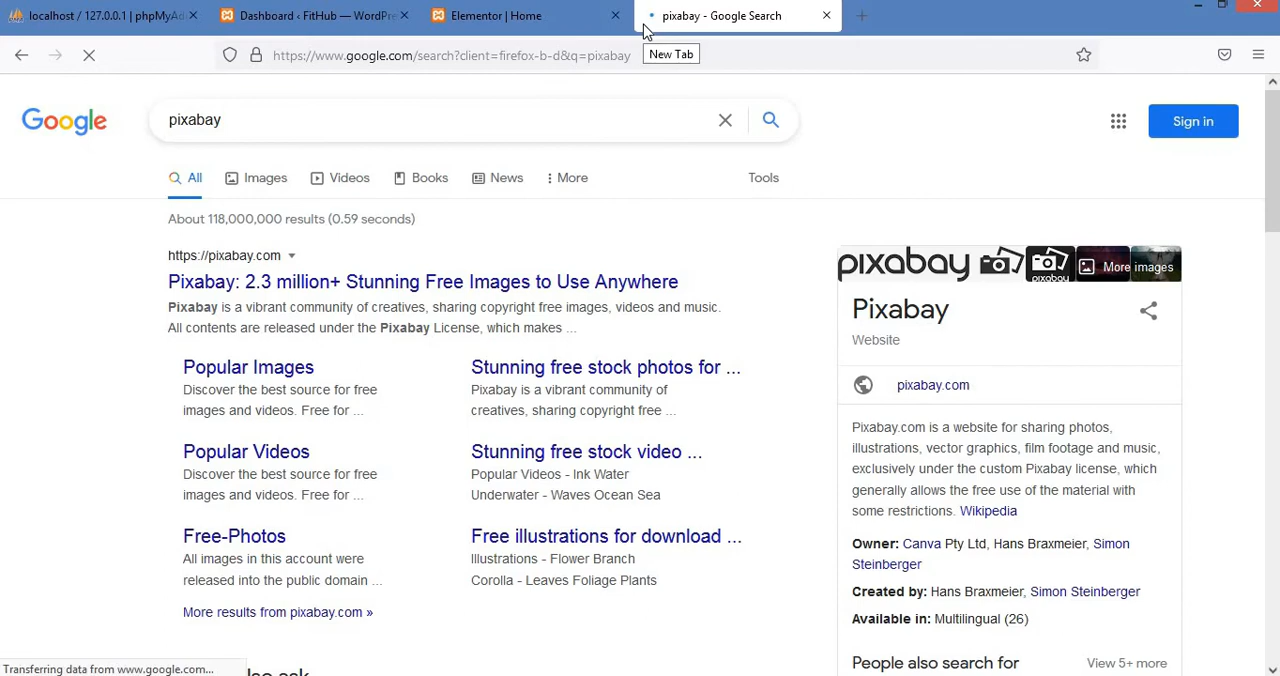 localhost / 127.0.0.1 | phpMyAd
Dashboard ‹ FitHub — WordPre
Elementor | Home
pixabay - Google Search
New Tab
https://www.google.com/search?client=firefox-b-d&q=pixabay
Google
pixabay
Sign in
All
Images
Videos
Books
News
More
Tools
About 118,000,000 results (0.59 seconds)
https://pixabay.com
Pixabay: 2.3 million+ Stunning Free Images to Use Anywhere
Pixabay is a vibrant community of creatives, sharing copyright free images, videos and music.
All contents are released under the Pixabay License, which makes ...
Popular Images
Discover the best source for free
images and videos. Free for ...
Stunning free stock photos for ...
Pixabay is a vibrant community of
creatives, sharing copyright free ...
Popular Videos
Discover the best source for free
images and videos. Free for ...
Stunning free stock video ...
Popular Videos - Ink Water
Underwater - Waves Ocean Sea
Free-Photos
All images in this account were
released into the public domain ...
Free illustrations for download ...
Illustrations - Flower Branch
Corolla - Leaves Foliage Plants
More results from pixabay.com »
pixabay
pixabay
More images
Pixabay
Website
pixabay.com
Pixabay.com is a website for sharing photos,
illustrations, vector graphics, film footage and music,
exclusively under the custom Pixabay license, which
generally allows the free use of the material with
some restrictions. Wikipedia
Owner: Canva Pty Ltd, Hans Braxmeier, Simon
Steinberger
Created by: Hans Braxmeier, Simon Steinberger
Available in: Multilingual (26)
People also search for
View 5+ more
Transferring data from www.google.com...